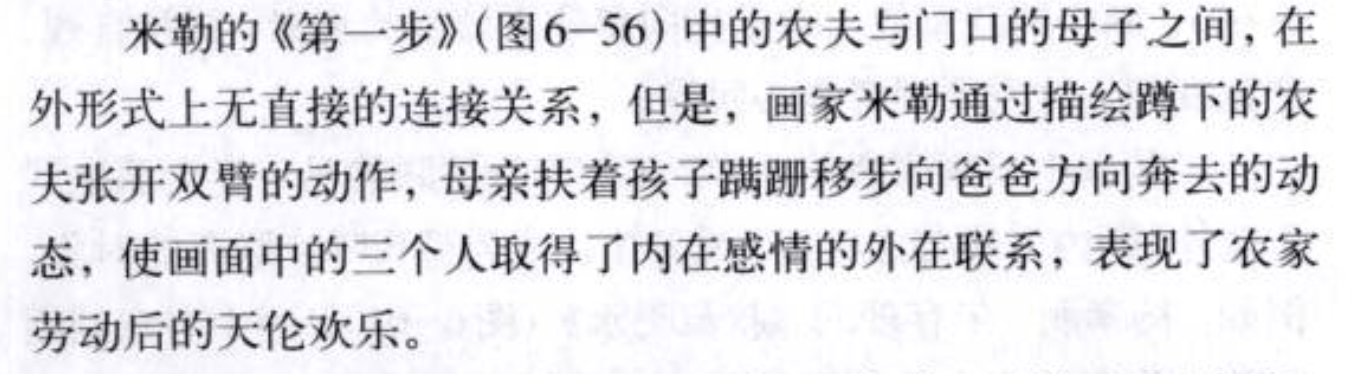 米勒的《第一步》(图6-56)中的农夫与门口的母子之间，在
外形式上无直接的连接关系，但是，画家米勒通过描绘蹲下的农
夫张开双臂的动作，母亲扶着孩子蹒跚移步向爸爸方向奔去的动
态，使画面中的三个人取得了内在感情的外在联系，表现了农家
劳动后的天伦欢乐。